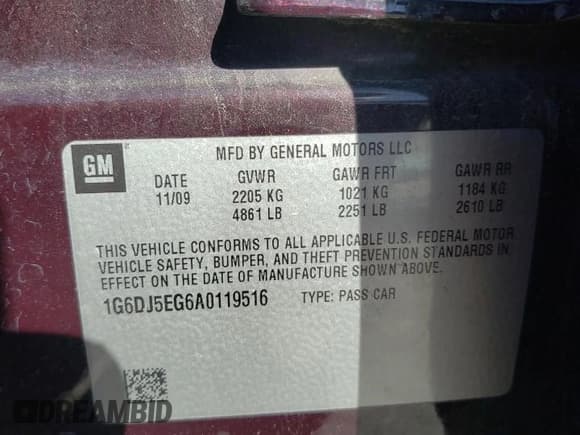 GM
MFD BY GENERAL MOTORS LLC
DATE GVWR GAWR FRT GAWR RR
11/09 2205 KG 1021 KG 1184 KG
4861 LB 2251 LB 2610 LB
THIS VEHICLE CONFORMS TO ALL APPLICABLE U.S. FEDERAL MOTOR
VEHICLE SAFETY, BUMPER, AND THEFT PREVENTION STANDARDS IN
EFFECT ON THE DATE OF MANUFACTURE SHOWN ABOVE.
1G6DJ5EG6A0119516 TYPE: PASS CAR
DREAMBID